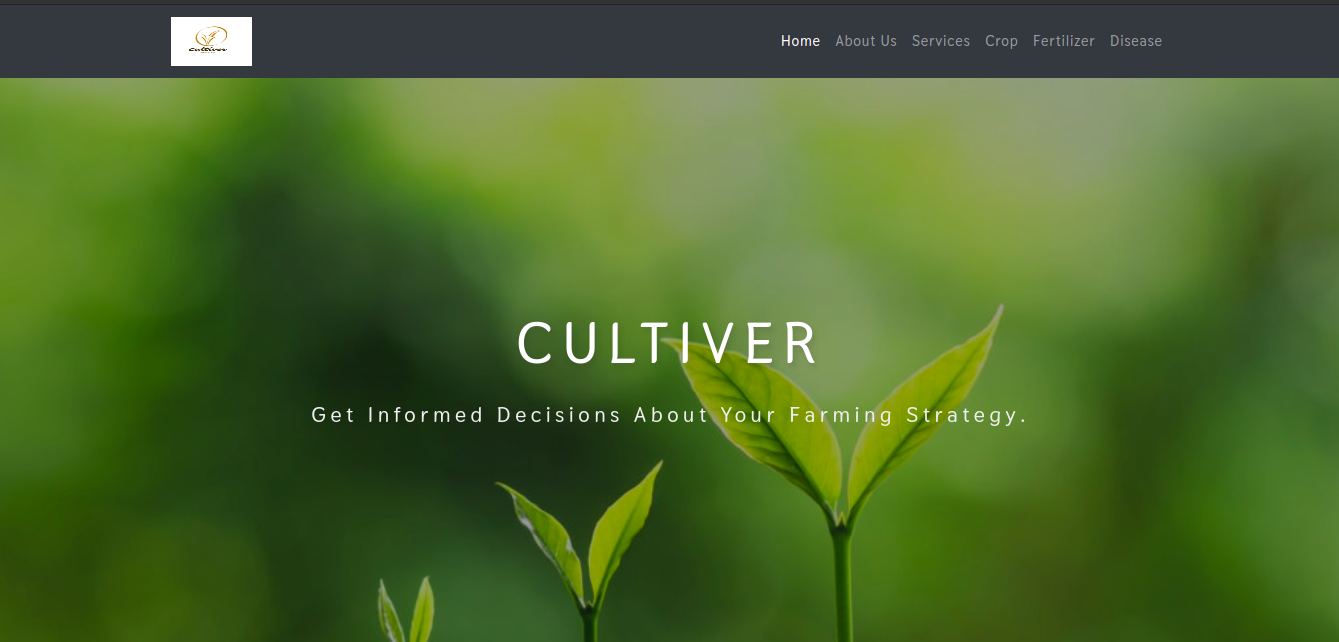 cultiver
Home About Us Services Crop Fertilizer Disease
CULTIVER
Get Informed Decisions About Your Farming Strategy.